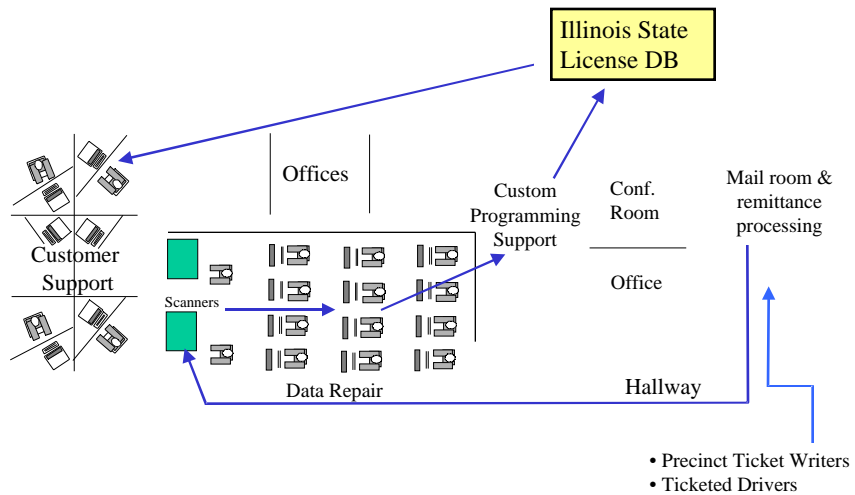 Illinois State
License DB
Offices
Custom
Programming
Support
Conf.
Room
Mail room &
remittance
processing
Customer
Support
Scanners
Office
Data Repair
Hallway
• Precinct Ticket Writers
• Ticketed Drivers